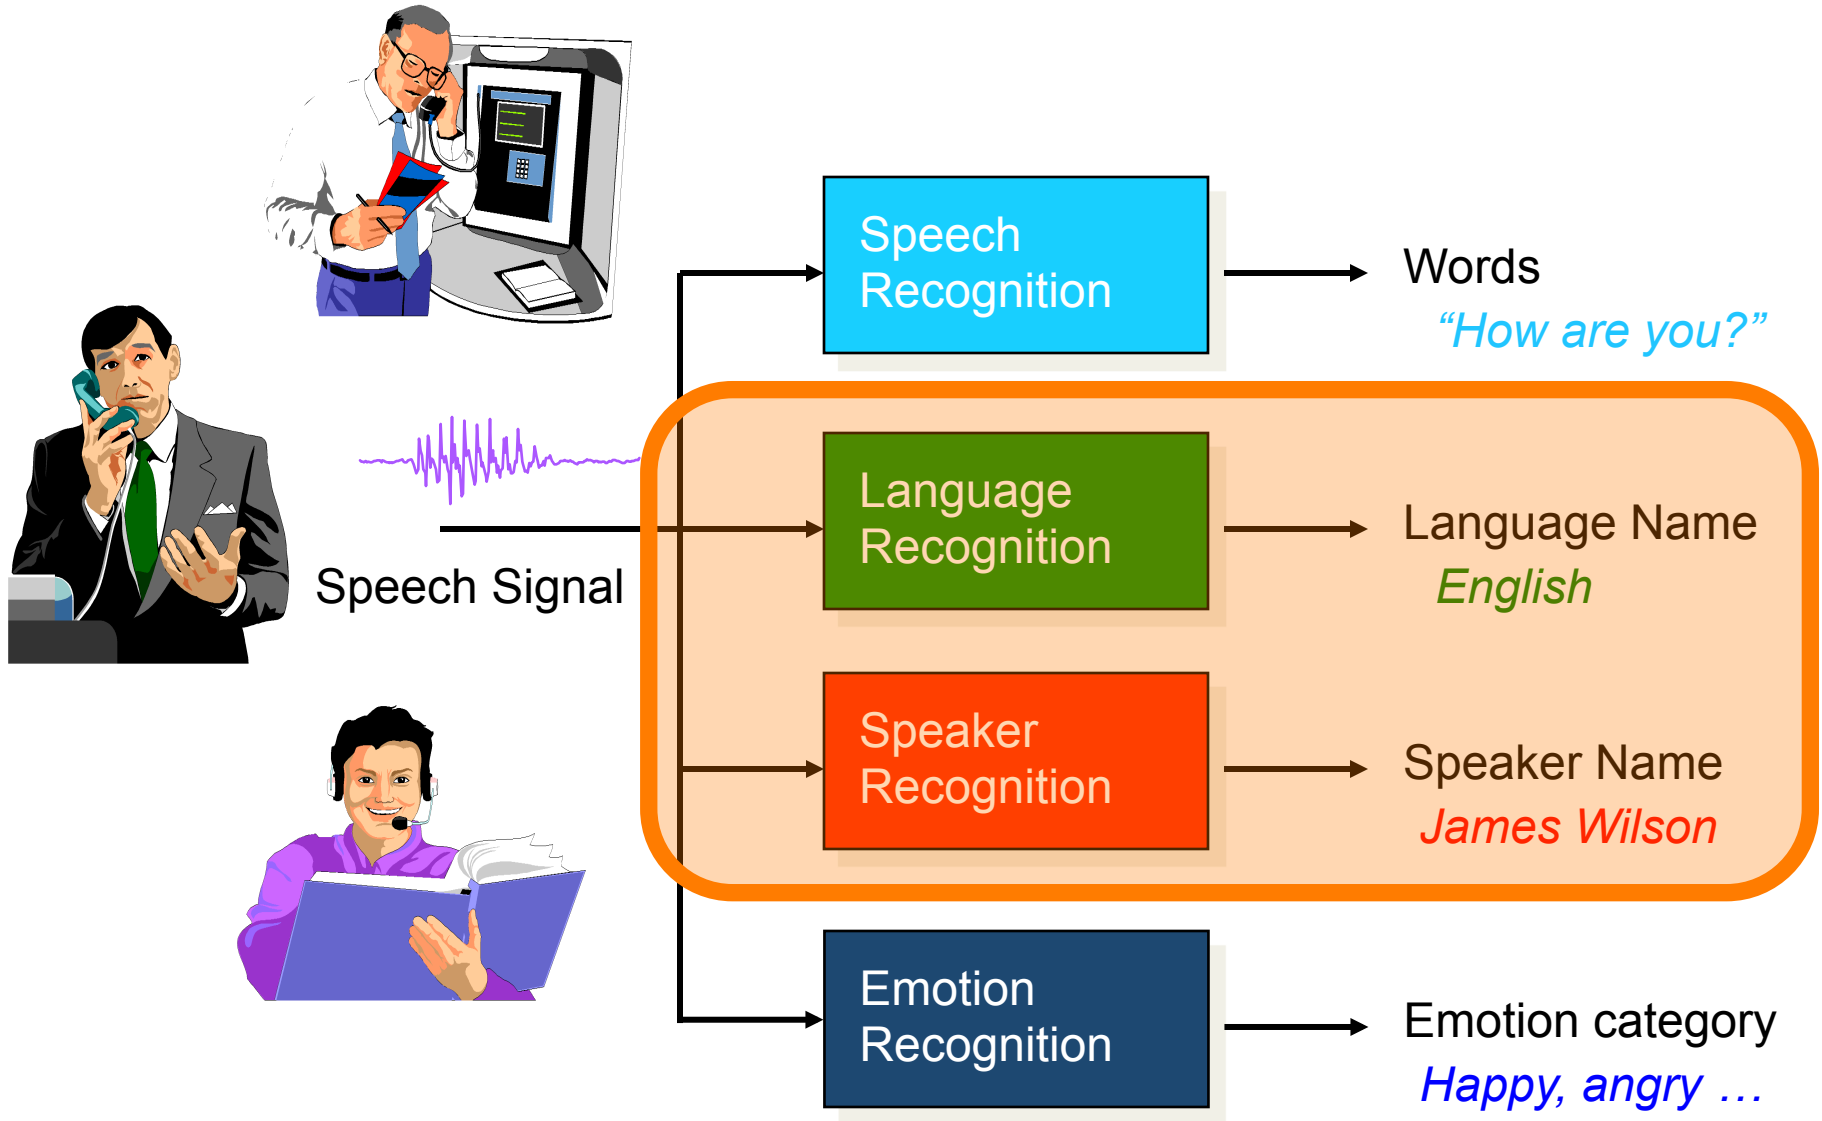 Speech
Recognition
Words
“How are you?”
Language
Recognition
Language Name
English
Speech Signal
Speaker
Recognition
Speaker Name
James Wilson
Emotion
Recognition
Emotion category
Happy, angry …